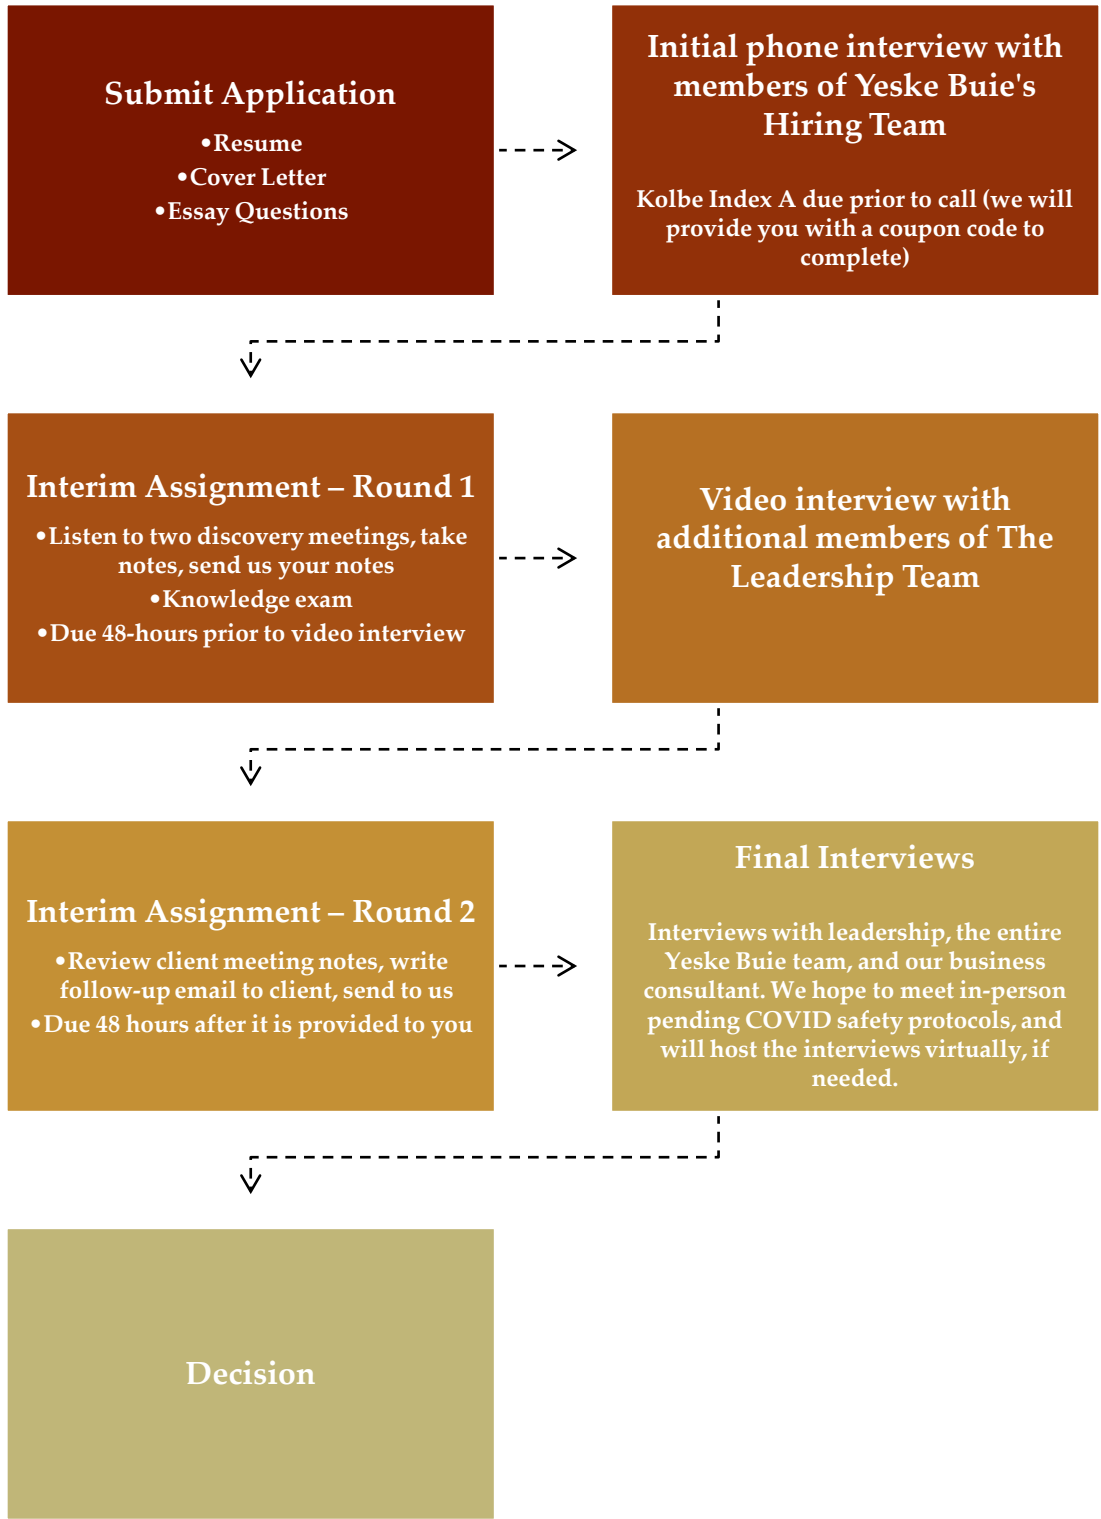 Submit Application
•Resume
•Cover Letter
•Essay Questions
Initial phone interview with
members of Yeske Buie's
Hiring Team
Kolbe Index A due prior to call (we will
provide you with a coupon code to
complete)
Interim Assignment – Round 1
•Listen to two discovery meetings, take
notes, send us your notes
•Knowledge exam
•Due 48-hours prior to video interview
Video interview with
additional members of The
Leadership Team
Interim Assignment – Round 2
•Review client meeting notes, write
follow-up email to client, send to us
•Due 48 hours after it is provided to you
Final Interviews
Interviews with leadership, the entire
Yeske Buie team, and our business
consultant. We hope to meet in-person
pending COVID safety protocols, and
will host the interviews virtually, if
needed.
Decision